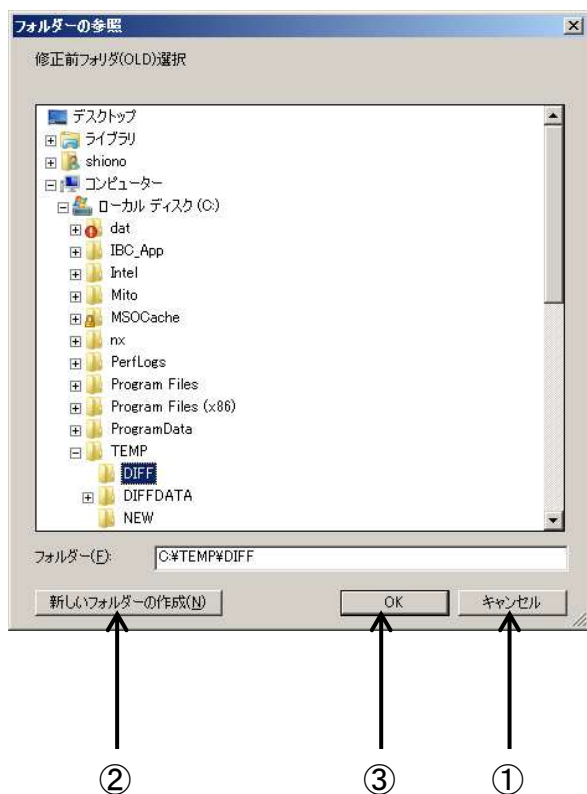 フォルダーの参照
修正前フォリダ(OLD)選択
デスクトップ
ライブラリ
shiono
コンピューター
ローカル ディスク (C:)
dat
IBC_App
Intel
Mito
MSOCache
nx
PerfLogs
Program Files
Program Files (x86)
ProgramData
TEMP
DIFF
DIFFDATA
NEW
フォルダー(F): C:¥TEMP¥DIFF
新しいフォルダーの作成(N) OK キャンセル
② ③ ①